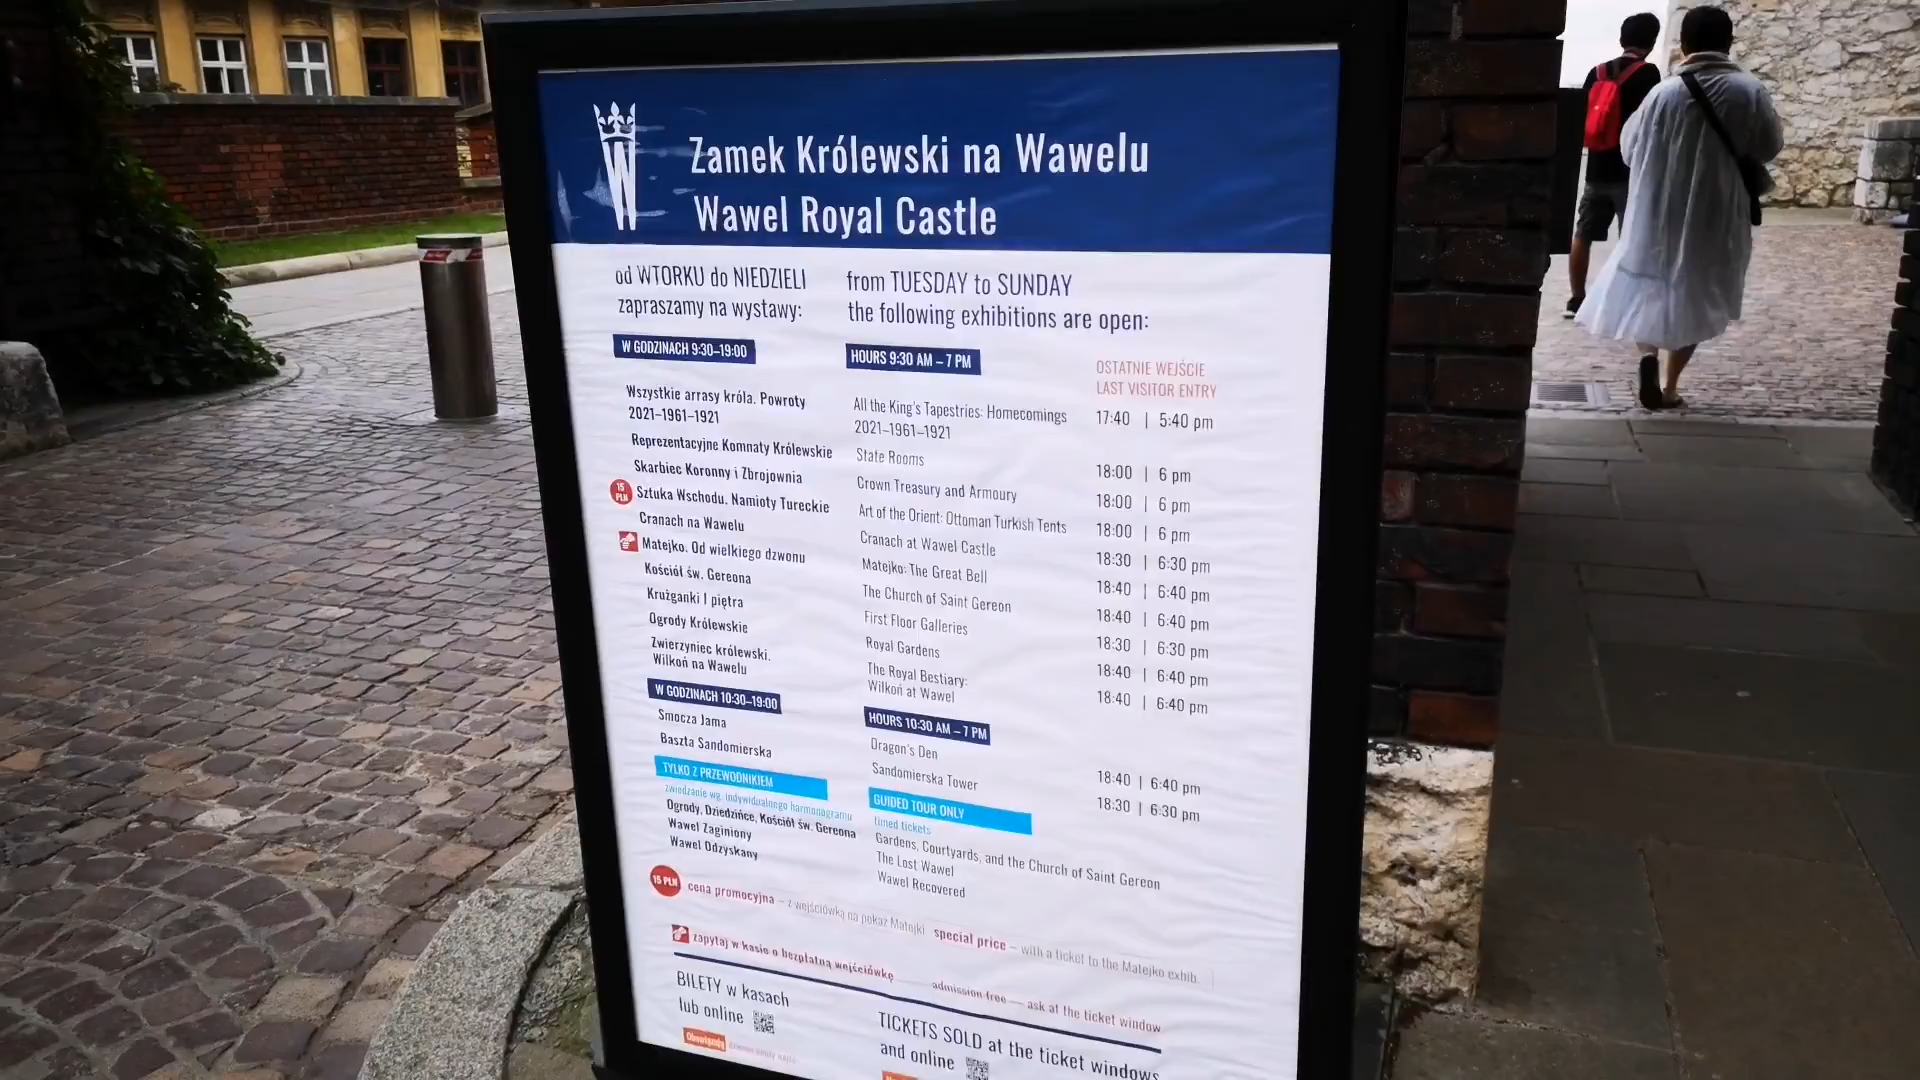 W
Zamek Królewski na Wawelu
Wawel Royal Castle
od WTORKU do NIEDZIELI
zapraszamy na wystawy:
W GODZINACH 9:30–19:00
Wszystkie arrasy króla. Powroty
2021–1961–1921
Reprezentacyjne Komnaty Królewskie
Skarbiec Koronny i Zbrojownia
15 PLN
Sztuka Wschodu. Namioty Tureckie
Cranach na Wawelu
Matejko. Od wielkiego dzwonu
Kościół św. Gereona
Krużganki I piętra
Ogrody Królewskie
Zwierzyniec królewski.
Wilkoń na Wawelu
W GODZINACH 10:30–19:00
Smocza Jama
Baszta Sandomierska
TYLKO Z PRZEWODNIKIEM
zwiedzanie wg. indywidualnego harmonogramu
Ogrody, Dziedzińce, Kościół św. Gereona
Wawel Zaginiony
Wawel Odzyskany
from TUESDAY to SUNDAY
the following exhibitions are open:
HOURS 9:30 AM – 7 PM
OSTATNIE WEJŚCIE
LAST VISITOR ENTRY
All the King's Tapestries: Homecomings 17:40 | 5:40 pm
2021–1961–1921
State Rooms 18:00 | 6 pm
Crown Treasury and Armoury 18:00 | 6 pm
Art of the Orient: Ottoman Turkish Tents 18:00 | 6 pm
Cranach at Wawel Castle 18:30 | 6:30 pm
Matejko: The Great Bell 18:40 | 6:40 pm
The Church of Saint Gereon 18:40 | 6:40 pm
First Floor Galleries 18:30 | 6:30 pm
Royal Gardens 18:40 | 6:40 pm
The Royal Bestiary: 18:40 | 6:40 pm
Wilkoń at Wawel
HOURS 10:30 AM – 7 PM
Dragon's Den 18:40 | 6:40 pm
Sandomierska Tower 18:30 | 6:30 pm
GUIDED TOUR ONLY
timed tickets
Gardens, Courtyards, and the Church of Saint Gereon
The Lost Wawel
Wawel Recovered
15 PLN cena promocyjna – z wejściówką na pokaz Matejki special price – with a ticket to the Matejko exhib.
zapytaj w kasie o bezpłatną wejściówkę admission free — ask at the ticket window
BILETY w kasach
lub online
TICKETS SOLD at the ticket windows
and online